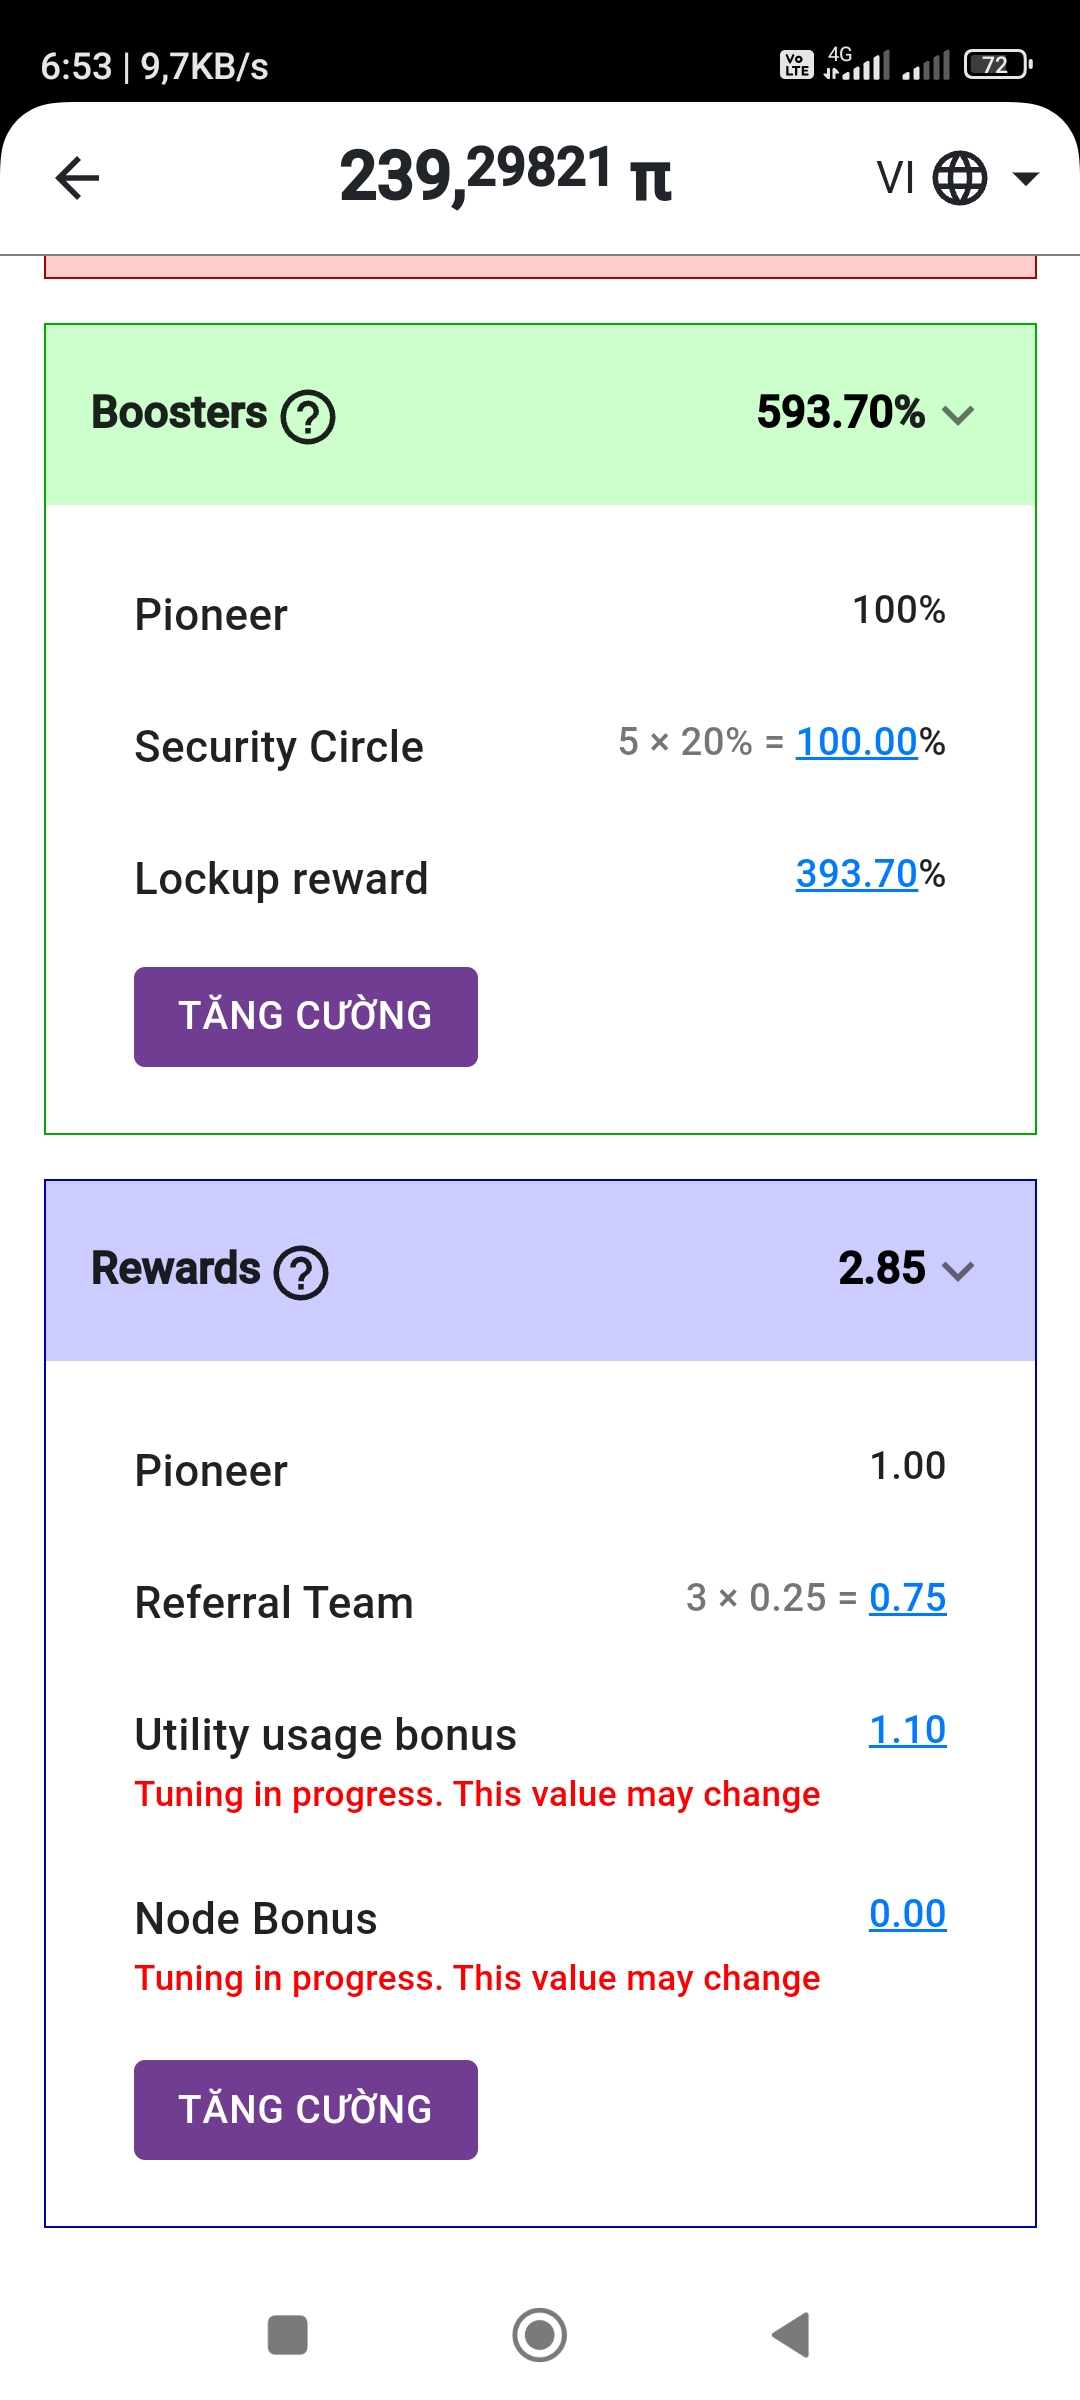 6:53 | 9,7KB/s Vo LTE 4G 72
239,29821 π VI
Boosters ? 593.70%
Pioneer 100%
Security Circle 5 × 20% = 100.00%
Lockup reward 393.70%
TĂNG CƯỜNG
Rewards ? 2.85
Pioneer 1.00
Referral Team 3 × 0.25 = 0.75
Utility usage bonus 1.10
Tuning in progress. This value may change
Node Bonus 0.00
Tuning in progress. This value may change
TĂNG CƯỜNG